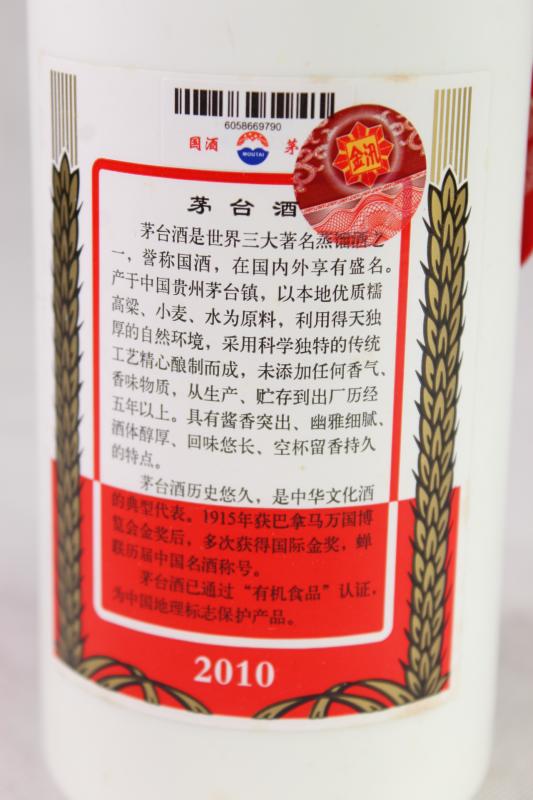 6058669790
国酒 MOUTAI 茅
金汛
茅台酒
茅台酒是世界三大著名蒸馏酒之
一，誉称国酒，在国内外享有盛名。
产于中国贵州茅台镇，以本地优质糯
高粱、小麦、水为原料，利用得天独
厚的自然环境，采用科学独特的传统
工艺精心酿制而成，未添加任何香气、
香味物质，从生产、贮存到出厂历经
五年以上。具有酱香突出、幽雅细腻、
酒体醇厚、回味悠长、空杯留香持久
的特点。
茅台酒历史悠久，是中华文化酒
的典型代表。1915年获巴拿马万国博
览会金奖后，多次获得国际金奖，蝉
联历届中国名酒称号。
茅台酒已通过“有机食品”认证，
为中国地理标志保护产品。
2010